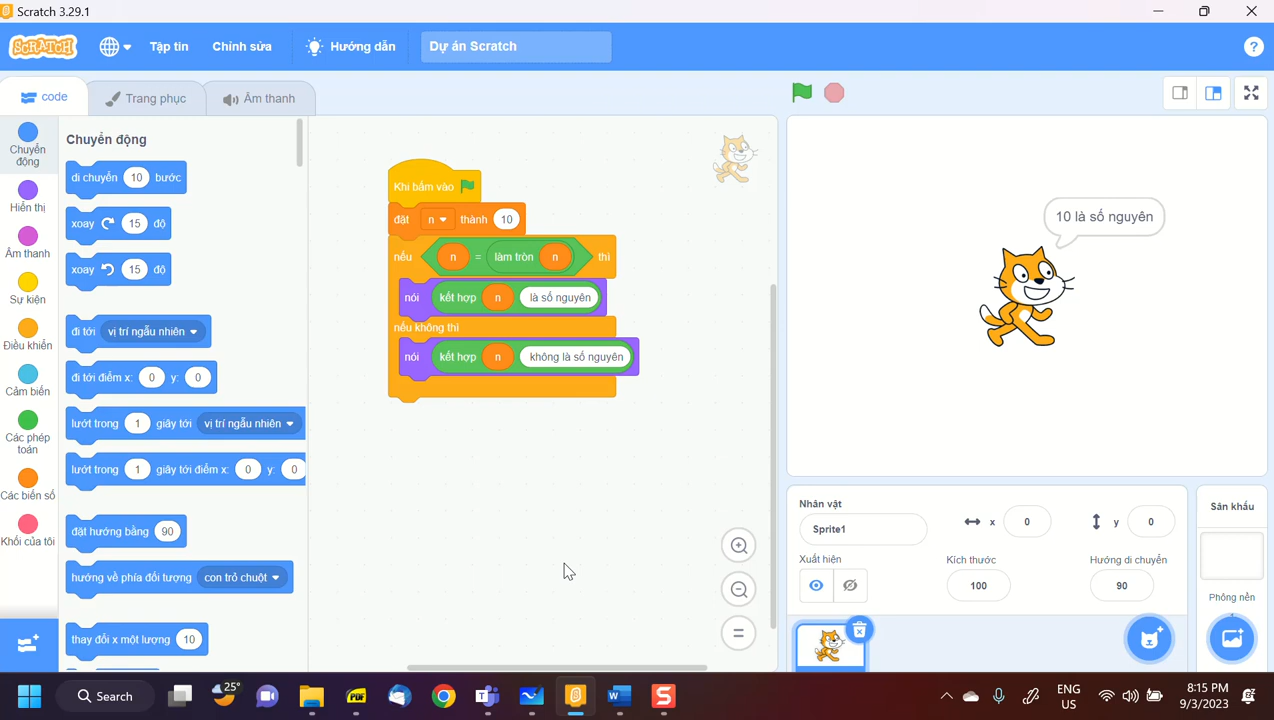 Scratch 3.29.1
SCRATCH
Tập tin
Chỉnh sửa
Hướng dẫn
Dự án Scratch
code
Trang phục
Âm thanh
Chuyển động
Chuyển
động
Hiển thị
Âm thanh
Sự kiện
Điều khiển
Cảm biến
Các phép
toán
Các biến số
Khối của tôi
di chuyển 10 bước
xoay 15 độ
xoay 15 độ
đi tới vị trí ngẫu nhiên
đi tới điểm x: 0 y: 0
lướt trong 1 giây tới vị trí ngẫu nhiên
lướt trong 1 giây tới điểm x: 0 y: 0
đặt hướng bằng 90
hướng về phía đối tượng con trỏ chuột
thay đổi x một lượng 10
Khi bấm vào
đặt n thành 10
nếu n = làm tròn n thì
nói kết hợp n là số nguyên
nếu không thì
nói kết hợp n không là số nguyên
10 là số nguyên
Nhân vật
Sprite1
x 0
y 0
Xuất hiện
Kích thước
100
Hướng di chuyển
90
Sân khấu
Phông nền
25°
Search
PDF
ENG
US
8:15 PM
9/3/2023